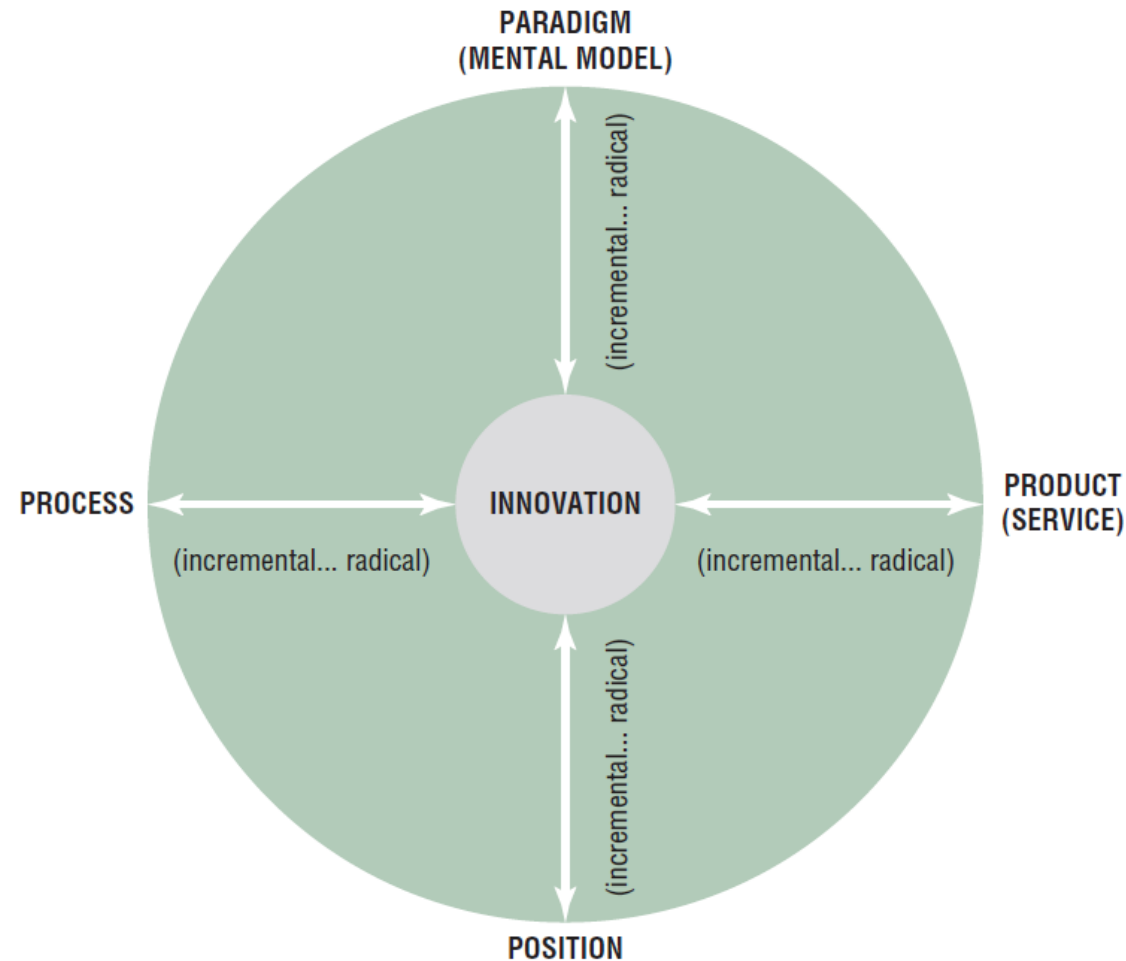 PARADIGM
(MENTAL MODEL)
(incremental... radical)
PROCESS
INNOVATION
PRODUCT
(SERVICE)
(incremental... radical)
(incremental... radical)
(incremental... radical)
POSITION